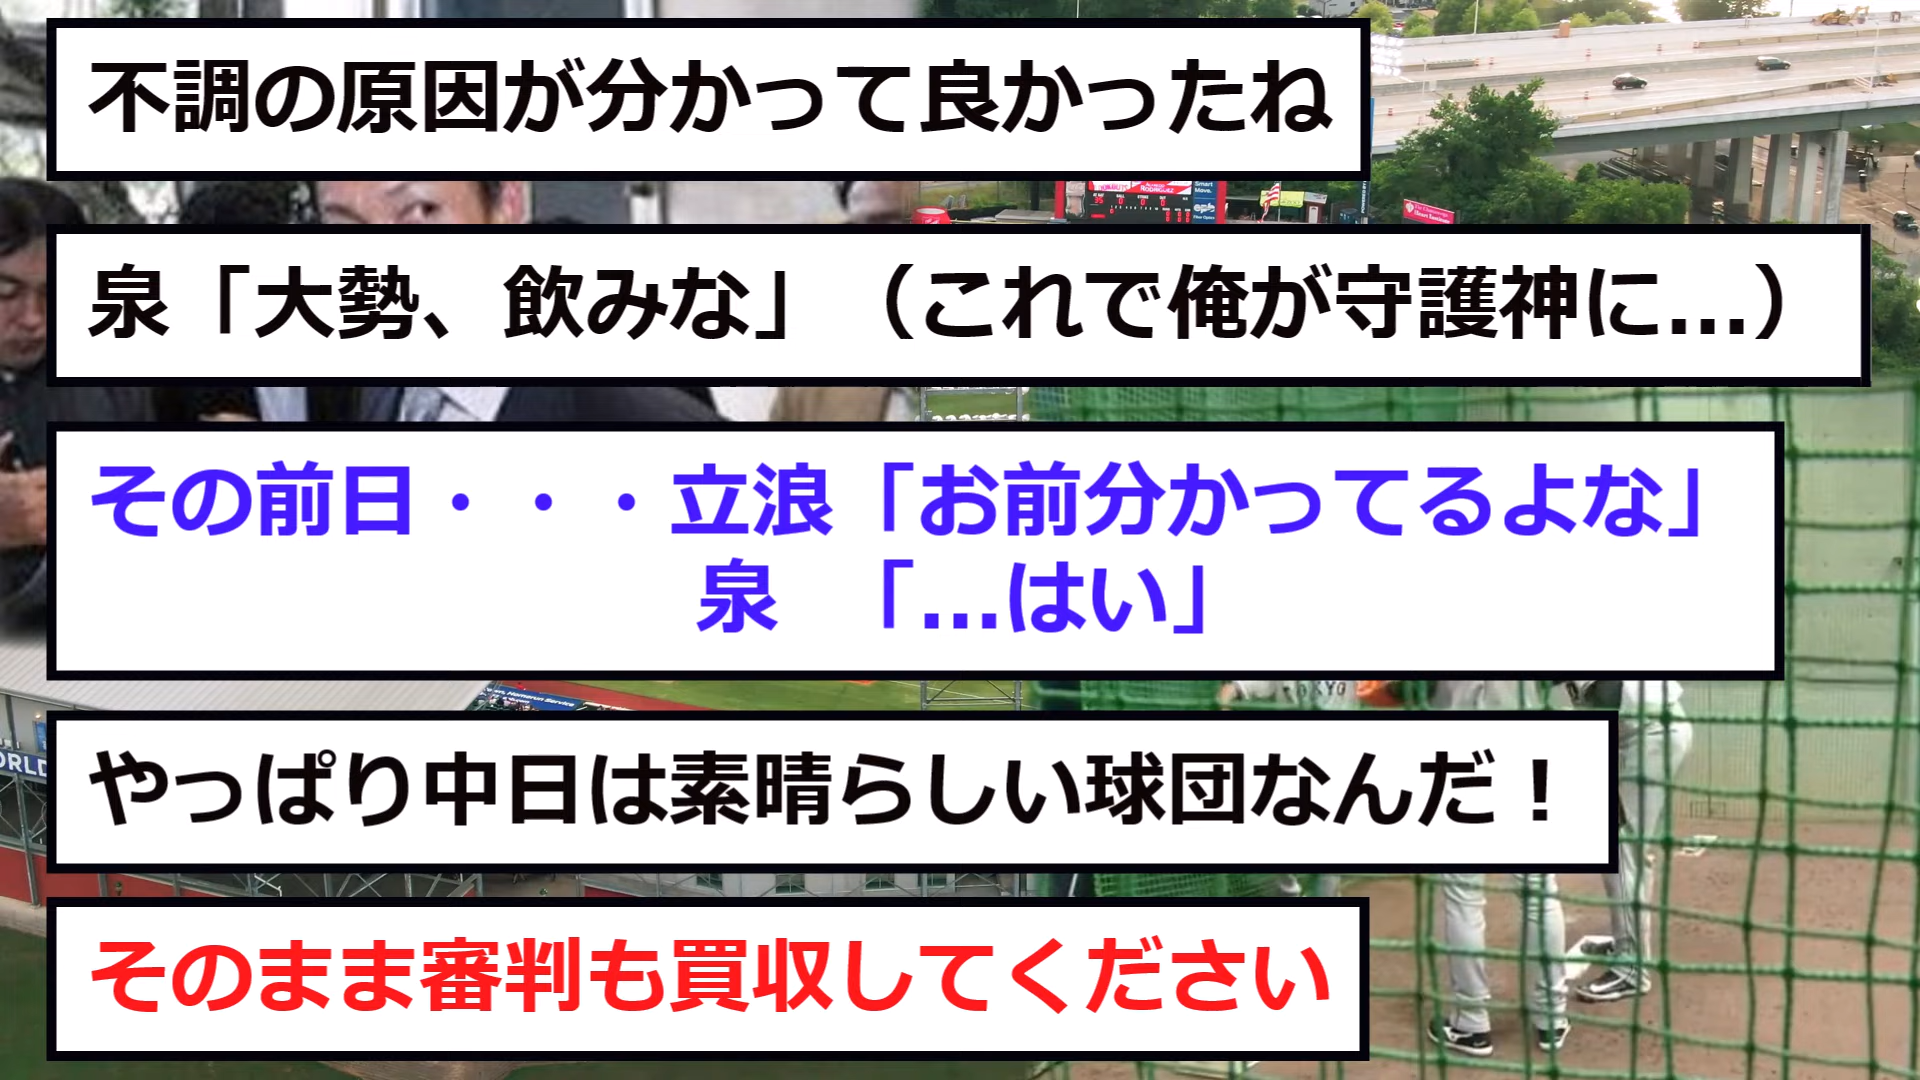 不調の原因が分かって良かったね
泉「大勢、飲みな」（これで俺が守護神に…）
その前日・・・立浪「お前分かってるよな」
泉　「…はい」
やっぱり中日は素晴らしい球団なんだ！
そのまま審判も買収してください